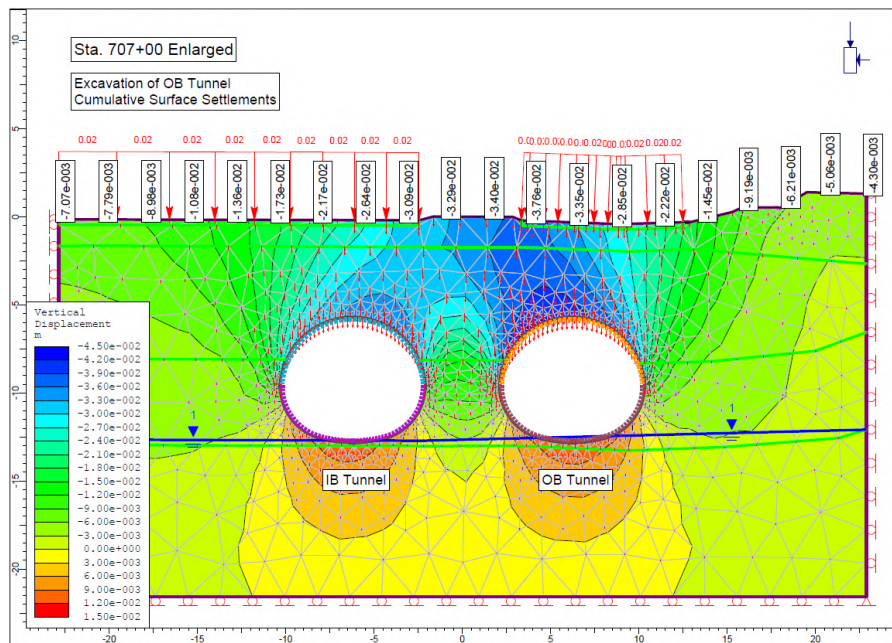 Sta. 707+00 Enlarged
Excavation of OB Tunnel
Cumulative Surface Settlements
10
5
0
-5
-10
-15
-20
0.02
0.02
0.02
0.02
0.02
0.02
0.02
0.02
-7.07e-003
-7.79e-003
-8.98e-003
-1.08e-002
-1.36e-002
-1.73e-002
-2.17e-002
-2.64e-002
-3.09e-002
-3.29e-002
-3.40e-002
-3.76e-002
-3.35e-002
-2.85e-002
-2.22e-002
-1.45e-002
-9.19e-003
-6.21e-003
-5.06e-003
-4.30e-003
Vertical
Displacement
m
-4.50e-002
-4.20e-002
-3.90e-002
-3.60e-002
-3.30e-002
-3.00e-002
-2.70e-002
-2.40e-002
-2.10e-002
-1.80e-002
-1.50e-002
-1.20e-002
-9.00e-003
-6.00e-003
-3.00e-003
0.00e+000
3.00e-003
6.00e-003
9.00e-003
1.20e-002
1.50e-002
1
1
IB Tunnel
OB Tunnel
-20
-15
-10
-5
0
5
10
15
20